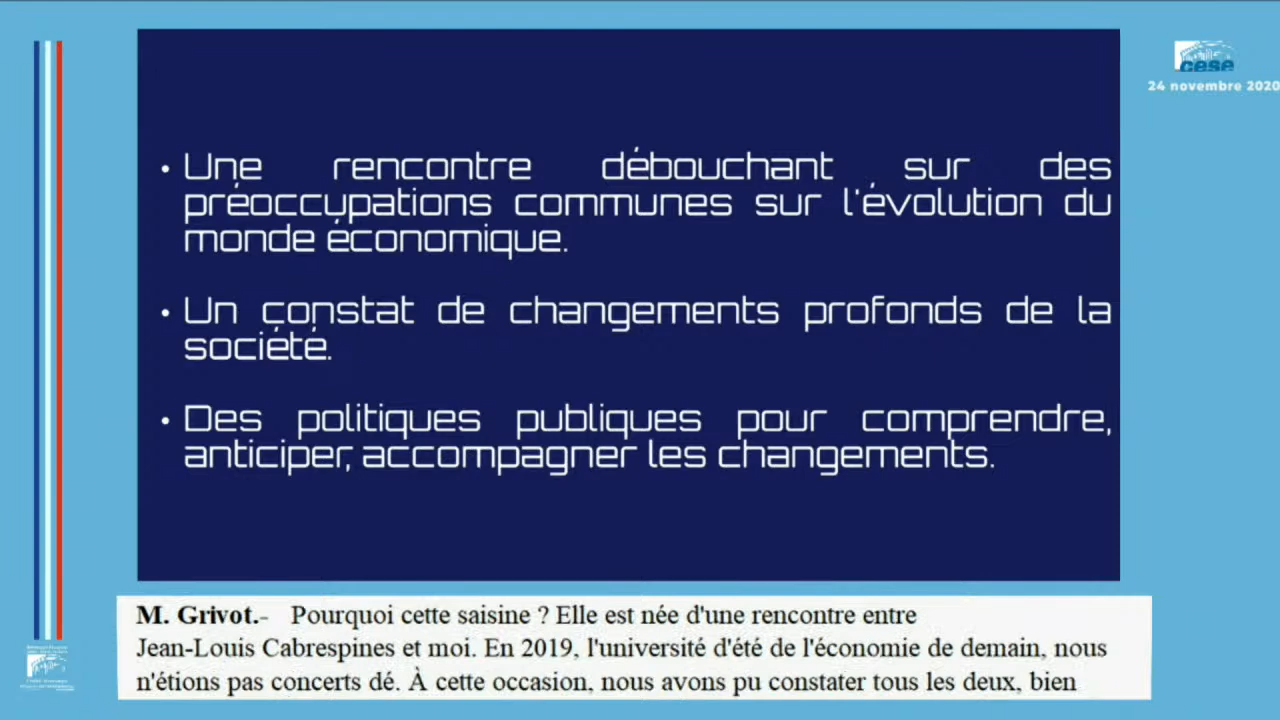 cese
24 novembre 2020
• Une rencontre débouchant sur des
préoccupations communes sur l'évolution du
monde économique.
• Un constat de changements profonds de la
société.
• Des politiques publiques pour comprendre,
anticiper, accompagner les changements.
M. Grivot.- Pourquoi cette saisine ? Elle est née d'une rencontre entre
Jean-Louis Cabrespines et moi. En 2019, l'université d'été de l'économie de demain, nous
n'étions pas concerts dé. À cette occasion, nous avons pu constater tous les deux, bien